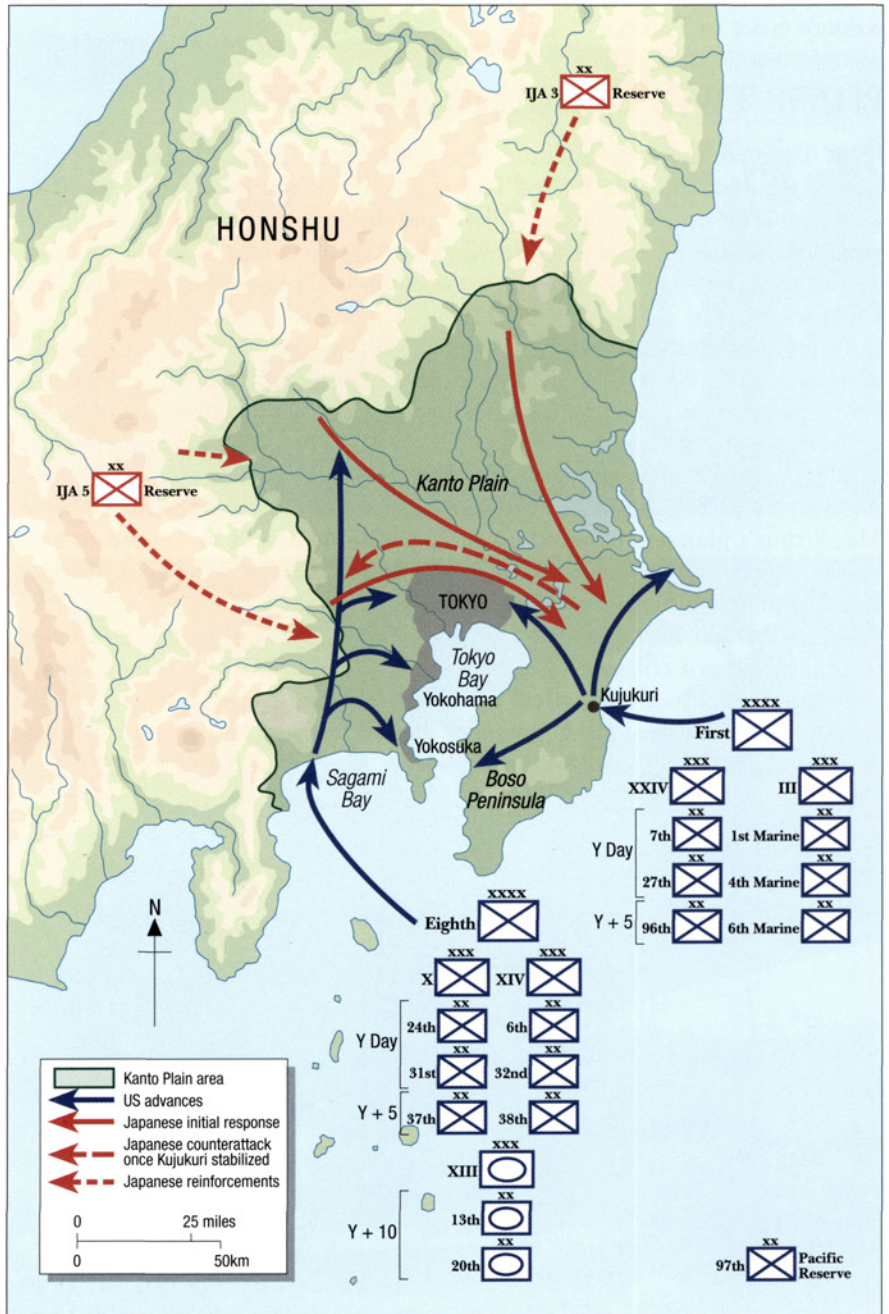 xx
IJA 3 Reserve
HONSHU
xx
IJA 5 Reserve
Kanto Plain
TOKYO
Tokyo
Bay
Yokohama
Yokosuka
Sagami
Bay
Boso
Peninsula
Kujukuri
xxxx
First
xxx xxx
XXIV III
xx xx
Y Day
7th 1st Marine
xx xx
27th 4th Marine
xx xx
Y + 5 96th 6th Marine
xxxx
Eighth
xxx xxx
X XIV
xx xx
Y Day
24th 6th
xx xx
31st 32nd
xx xx
Y + 5 37th 38th
xxx
XIII
xx
Y + 10
13th
xx
20th
xx
97th Pacific
Reserve
N
Kanto Plain area
US advances
Japanese initial response
Japanese counterattack
once Kujukuri stabilized
Japanese reinforcements
0 25 miles
0 50km